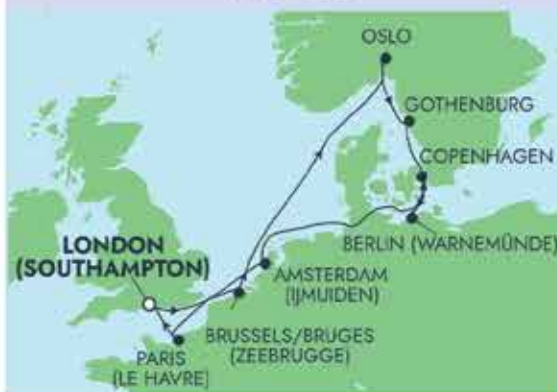 OSLO
GOTHENBURG
COPENHAGEN
BERLIN (WARNEMÜNDE)
LONDON
(SOUTHAMPTON)
AMSTERDAM
(IJMUIDEN)
BRUSSELS/BRUGES
(ZEEBRUGGE)
PARIS
(LE HAVRE)